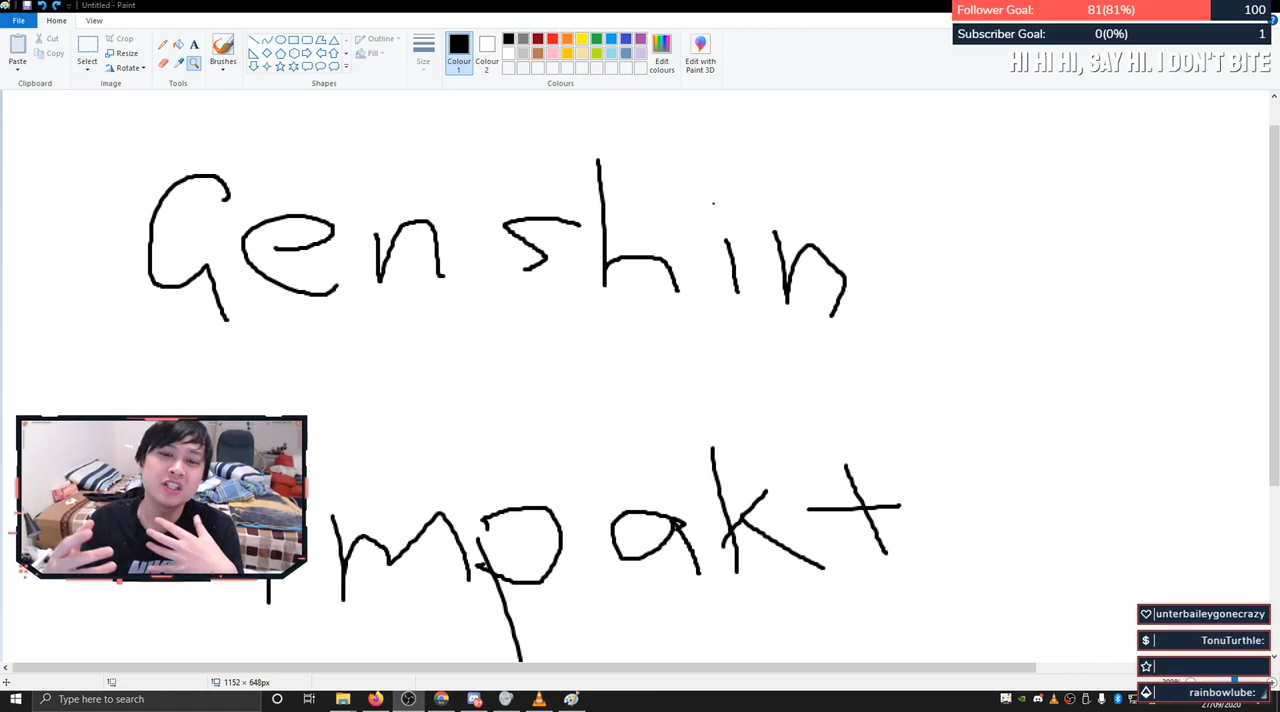 Untitled - Paint
File Home View
Follower Goal: 81(81%) 100
Subscriber Goal: 0(0%) 1
HI HI HI, SAY HI. I DON'T BITE
Paste Cut Copy Select Crop Resize Rotate A Brushes Outline Fill Size Colour 1 Colour 2 Edit colours Edit with Paint 3D
Clipboard Image Tools Shapes Colours
Genshin
mpakt
unterbaileygonecrazy
$ TonuTurthle:
rainbowlube:
1152 × 648px
Type here to search
27/09/2020